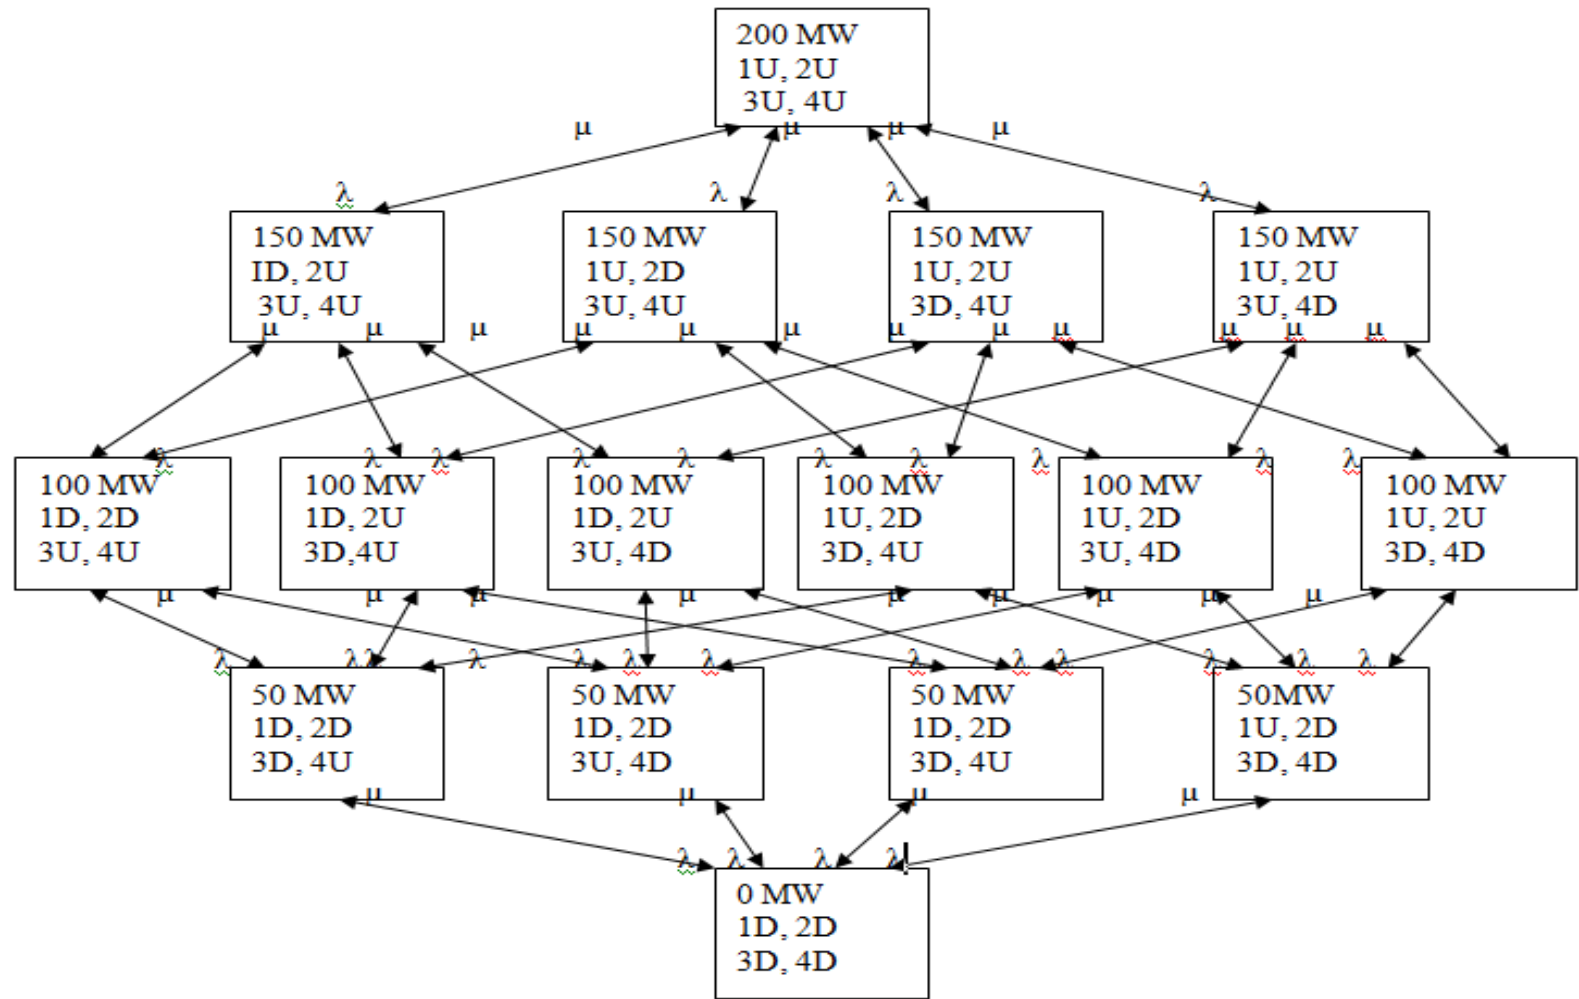 200 MW
1U, 2U
3U, 4U
μ μ μ μ
λ λ λ λ
150 MW
ID, 2U
3U, 4U
150 MW
1U, 2D
3U, 4U
150 MW
1U, 2U
3D, 4U
150 MW
1U, 2U
3U, 4D
μ μ μ μ μ μ μ μ μ μ μ μ
λ λ λ λ λ λ λ λ λ λ
100 MW
1D, 2D
3U, 4U
100 MW
1D, 2U
3D,4U
100 MW
1D, 2U
3U, 4D
100 MW
1U, 2D
3D, 4U
100 MW
1U, 2D
3U, 4D
100 MW
1U, 2U
3D, 4D
μ μ μ μ μ μ μ μ μ
λ λλ λ λ λ λ λ λ λ λ λ λ
50 MW
1D, 2D
3D, 4U
50 MW
1D, 2D
3U, 4D
50 MW
1D, 2D
3D, 4U
50MW
1U, 2D
3D, 4D
μ μ μ μ
λ λ λ λ
0 MW
1D, 2D
3D, 4D